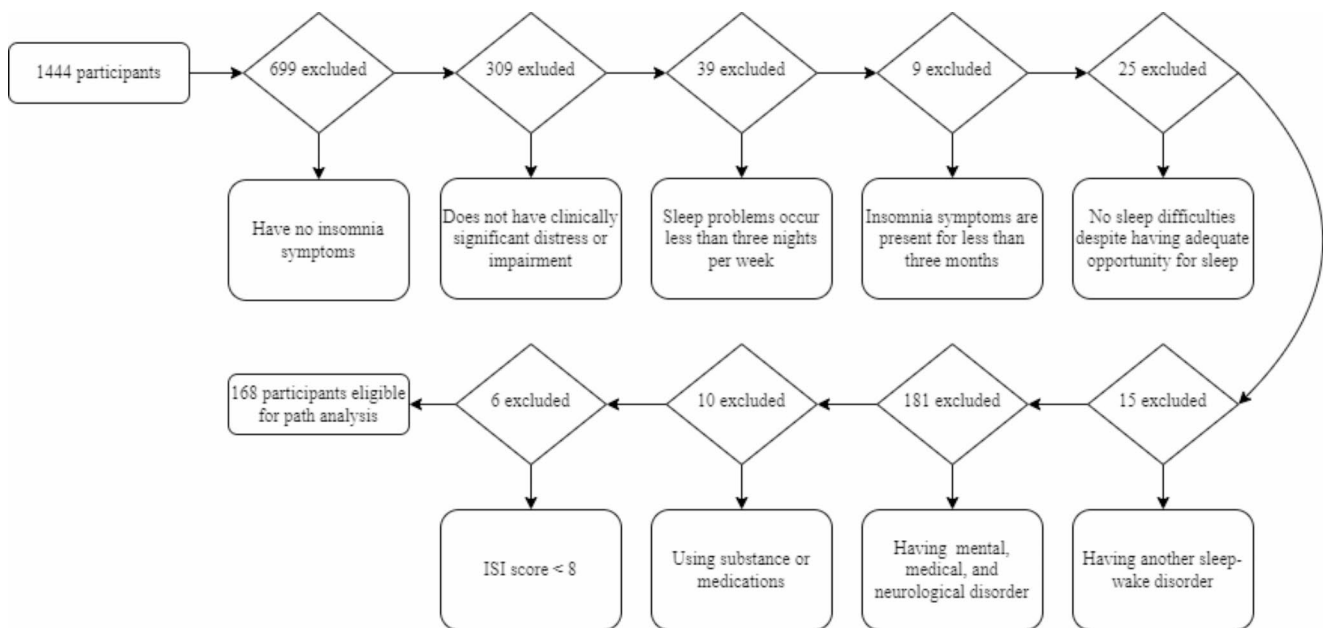 1444 participants
699 excluded
309 exluded
39 excluded
9 excluded
25 excluded
Have no insomnia
symptoms
Does not have clinically
significant distress or
impairment
Sleep problems occur
less than three nights
per week
Insomnia symptoms are
present for less than
three months
No sleep difficulties
despite having adequate
opportunity for sleep
168 participants eligible
for path analysis
6 excluded
10 excluded
181 excluded
15 excluded
ISI score < 8
Using substance or
medications
Having mental,
medical, and
neurological disorder
Having another sleep-
wake disorder